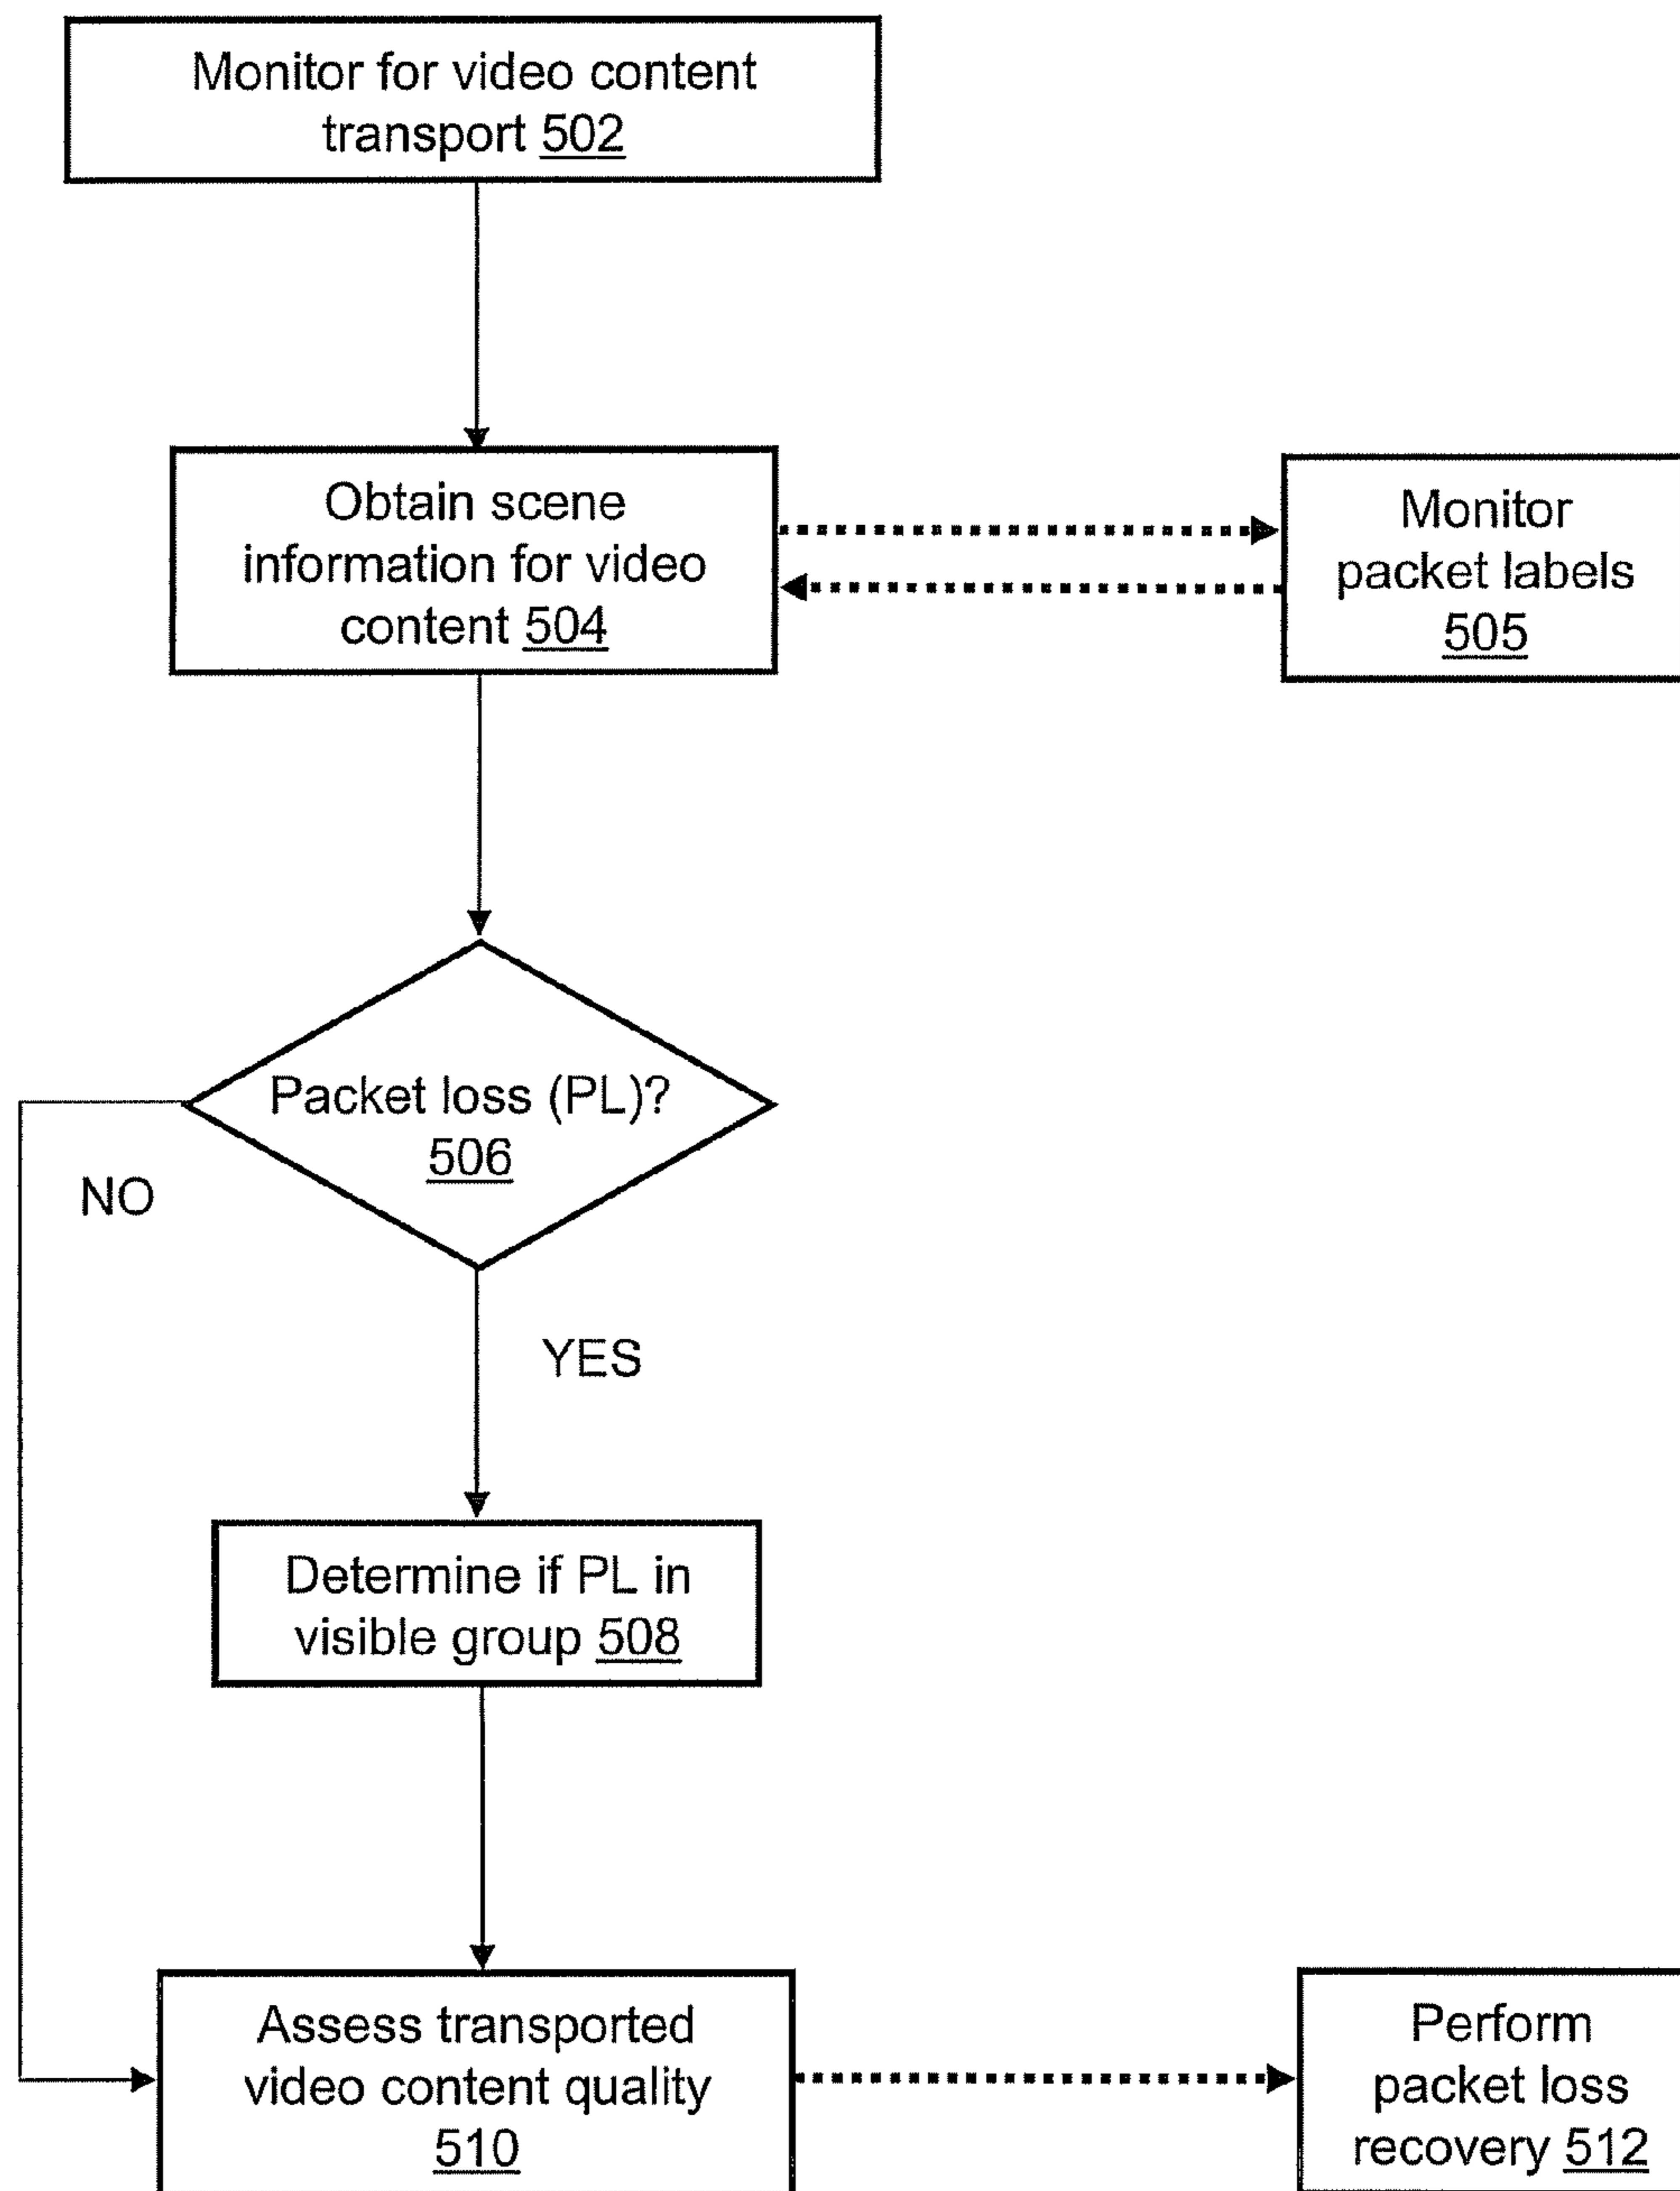 Monitor for video content
transport 502
Obtain scene
information for video
content 504
Monitor
packet labels
505
Packet loss (PL)?
506
NO
YES
Determine if PL in
visible group 508
Assess transported
video content quality
510
Perform
packet loss
recovery 512